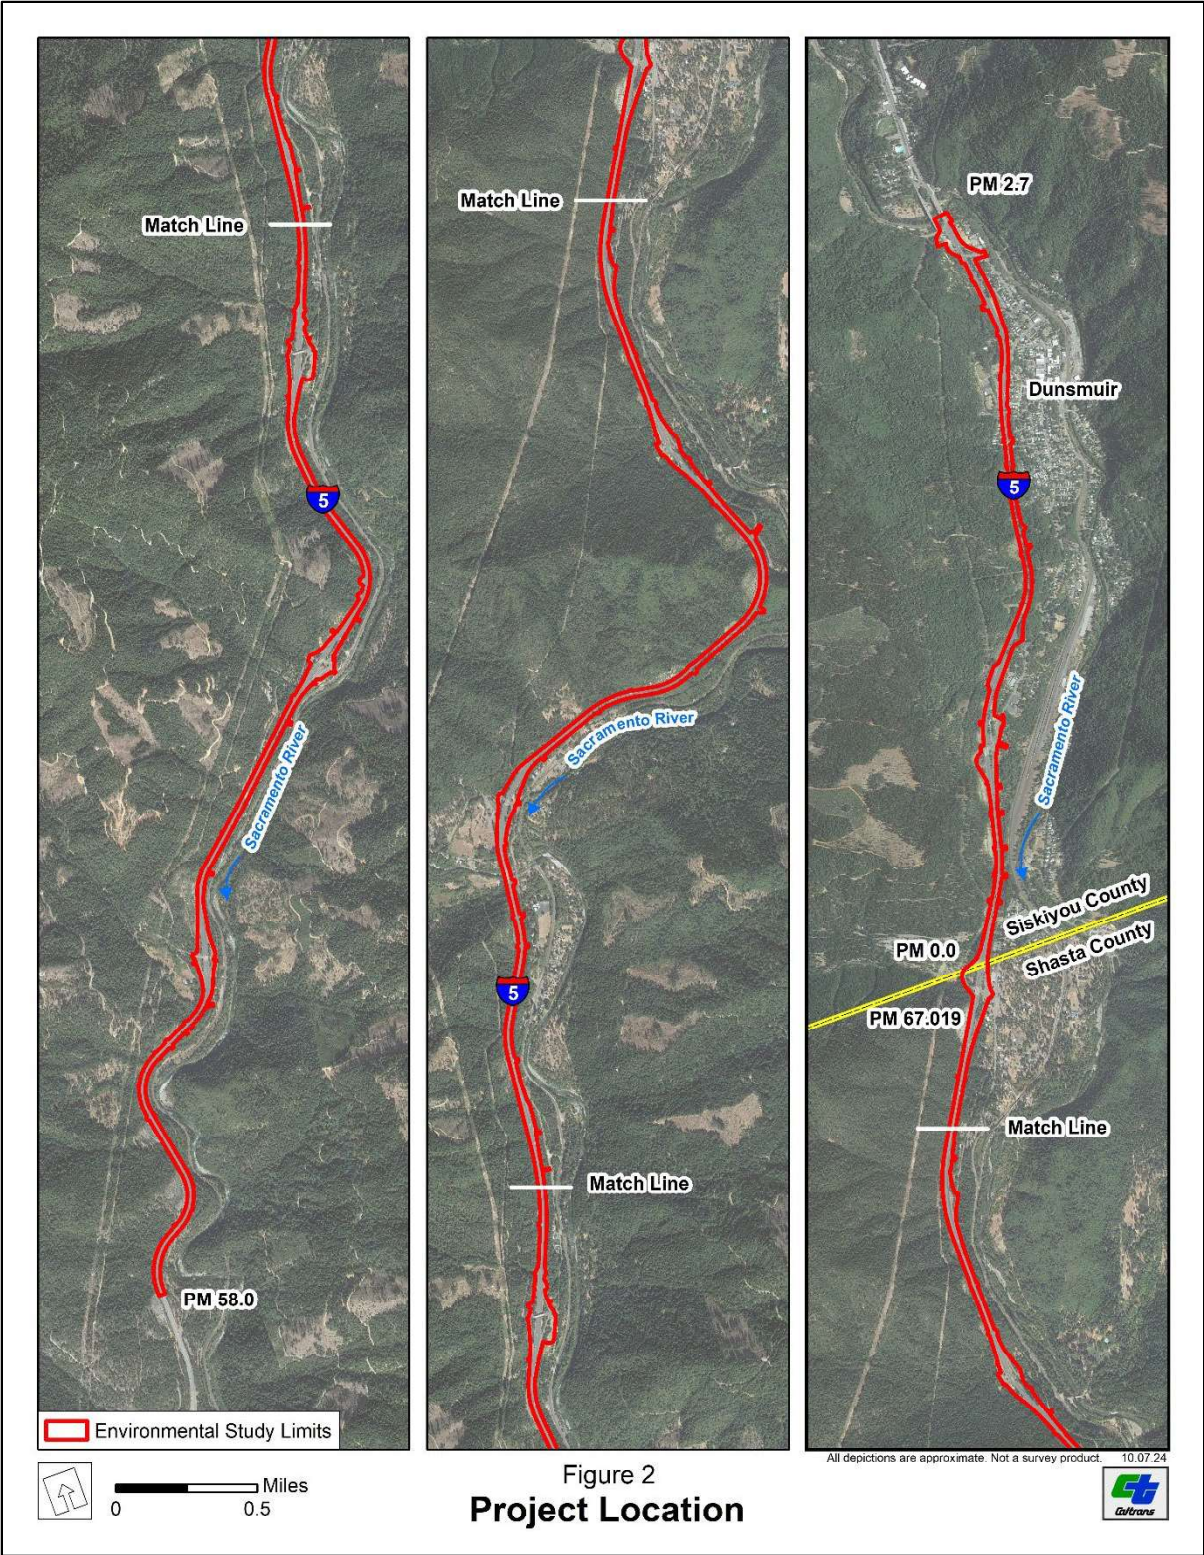 Match Line
5
Sacramento River
PM 58.0
Environmental Study Limits
Match Line
Sacramento River
5
Match Line
PM 2.7
Dunsmuir
5
Sacramento River
Siskiyou County
PM 0.0
Shasta County
PM 67.019
Match Line
All depictions are approximate. Not a survey product. 10.07.24
Miles
0 0.5
Figure 2
Project Location
Ct
Caltrans